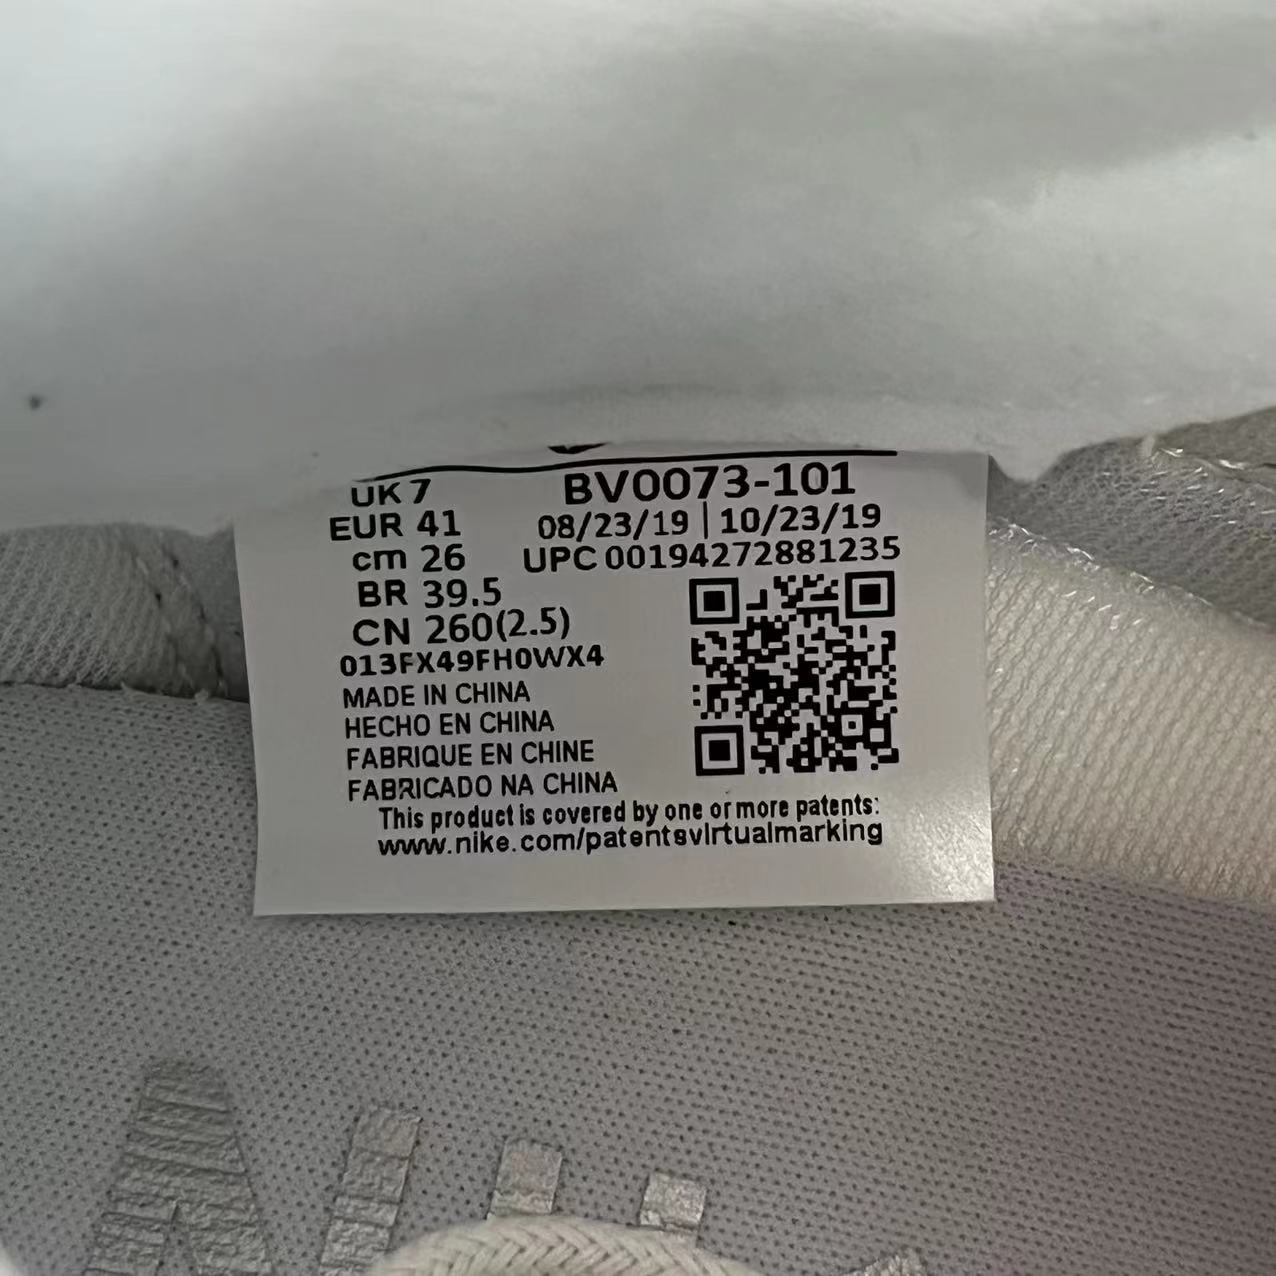 UK 7
BV0073-101
EUR 41
08/23/19 | 10/23/19
cm 26
UPC 00194272881235
BR 39.5
CN 260(2.5)
013FX49FH0WX4
MADE IN CHINA
HECHO EN CHINA
FABRIQUE EN CHINE
FABRICADO NA CHINA
This product is covered by one or more patents:
www.nike.com/patentsvirtualmarking